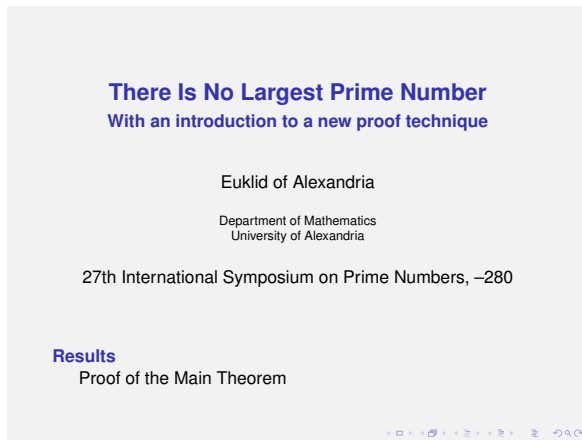 There Is No Largest Prime Number
With an introduction to a new proof technique
Euklid of Alexandria
Department of Mathematics
University of Alexandria
27th International Symposium on Prime Numbers, –280
Results
Proof of the Main Theorem